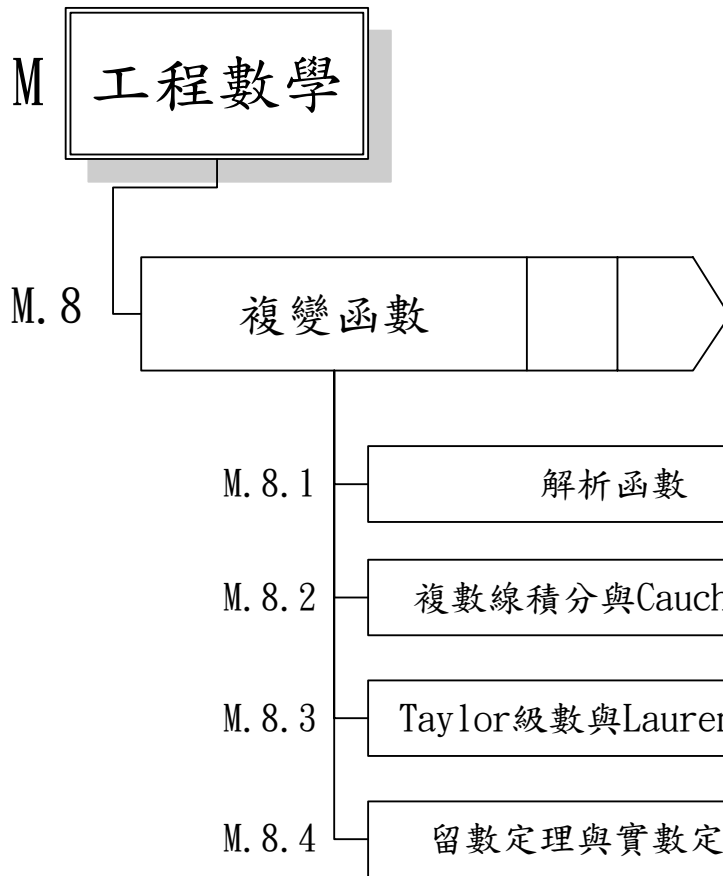 M 工程數學
M.8 複變函數
M.8.1 解析函數
M.8.2 複數線積分與Cauch
M.8.3 Taylor級數與Lauren
M.8.4 留數定理與實數定